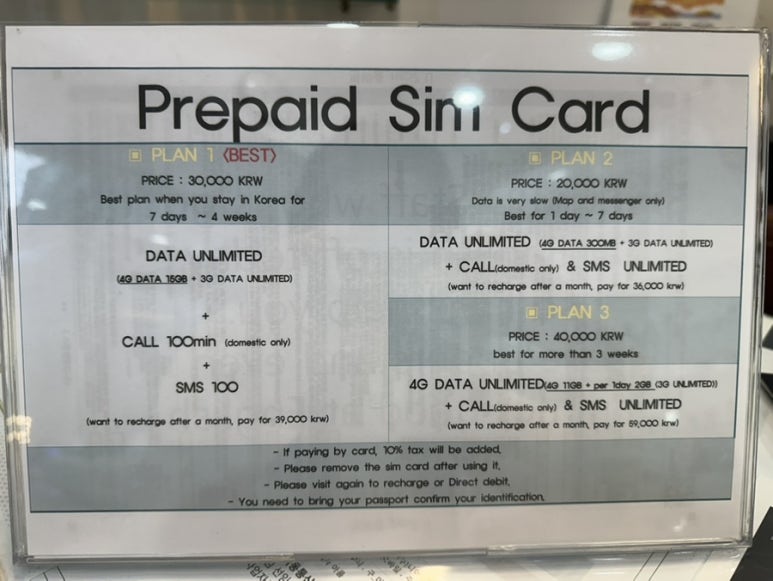 Prepaid Sim Card
▣ PLAN 1 <BEST>
PRICE : 30,000 KRW
Best plan when you stay in Korea for
7 days ~ 4 weeks
DATA UNLIMITED
(4G DATA 15GB + 3G DATA UNLIMITED)
+
CALL 100min (domestic only)
+
SMS 100
(want to recharge after a month, pay for 39,000 krw)
▣ PLAN 2
PRICE : 20,000 KRW
Data is very slow (Map and messenger only)
Best for 1 day ~ 7 days
DATA UNLIMITED (4G DATA 300MB + 3G DATA UNLIMITED)
+ CALL(domestic only) & SMS UNLIMITED
(want to recharge after a month, pay for 36,000 krw)
▣ PLAN 3
PRICE : 40,000 KRW
best for more than 3 weeks
4G DATA UNLIMITED(4G 11GB + per 1day 2GB (3G UNLIMITED))
+ CALL(domestic only) & SMS UNLIMITED
(want to recharge after a month, pay for 59,000 krw)
- If paying by card, 10% tax will be added.
- Please remove the sim card after using it.
- Please visit again to recharge or Direct debit.
- You need to bring your passport confirm your identification.